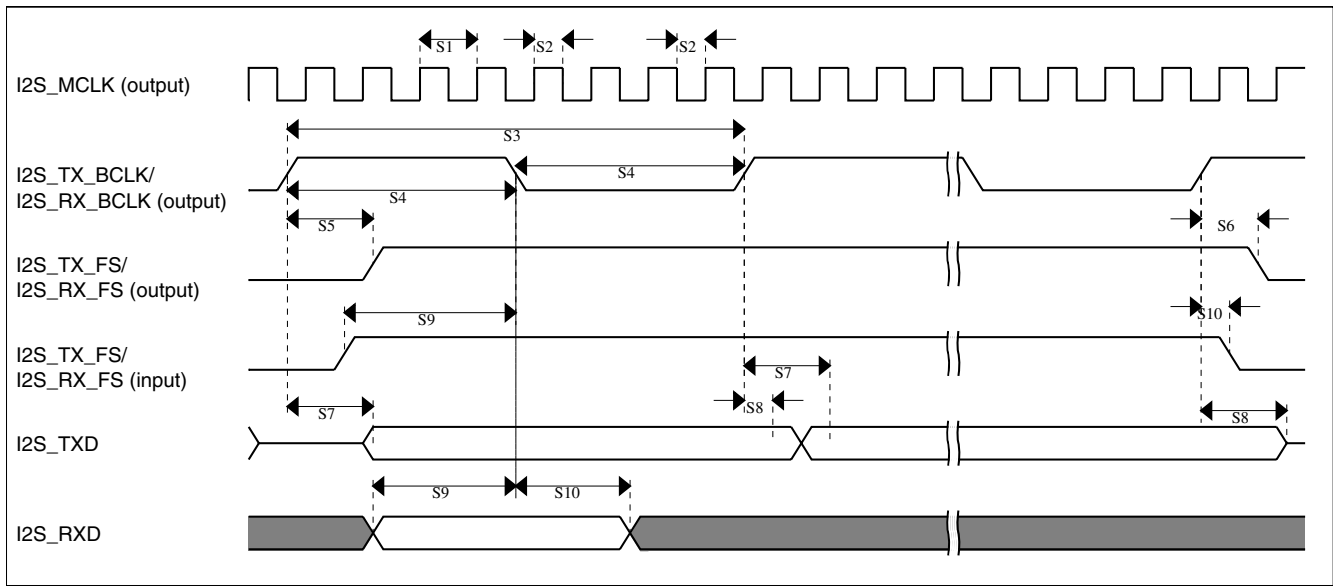 S1
S2
S2
I2S_MCLK (output)
S3
I2S_TX_BCLK/
I2S_RX_BCLK (output)
S4
S4
S5
S6
I2S_TX_FS/
I2S_RX_FS (output)
S9
S10
I2S_TX_FS/
I2S_RX_FS (input)
S7
S7
S8
S8
I2S_TXD
S9
S10
I2S_RXD